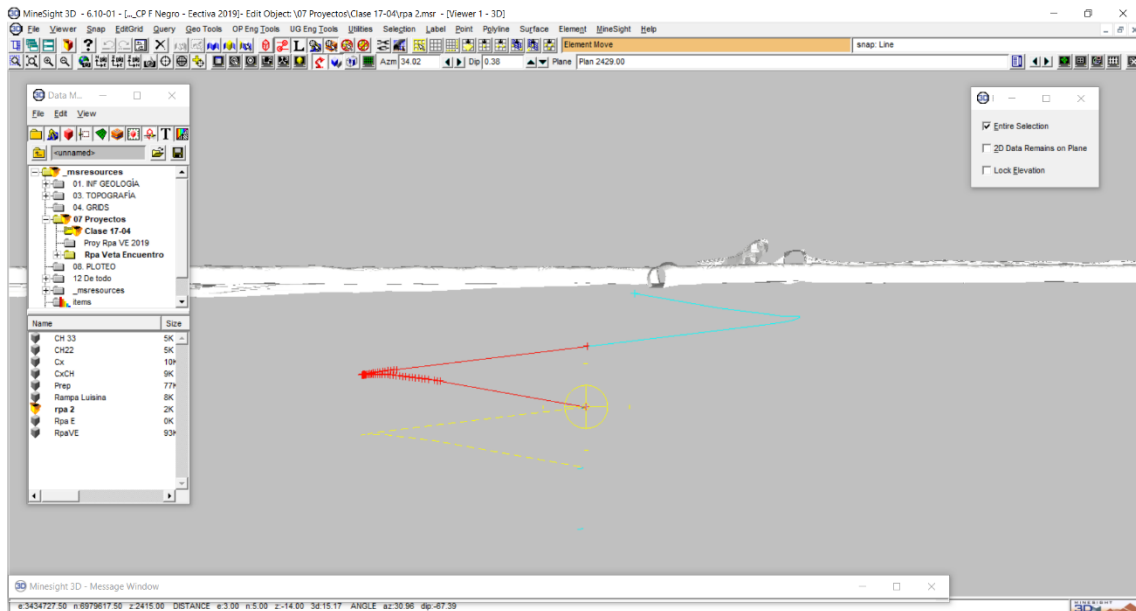 MineSight 3D - 6.10-01 - [..._CP F Negro - Eectiva 2019]- Edit Object: \07 Proyectos\Clase 17-04\rpa 2.msr - [Viewer 1 - 3D]
File Viewer Snap EditGrid Query Geo Tools OP Eng Tools UG Eng Tools Utilities Selection Label Point Polyline Surface Element MineSight Help
Element Move
snap: Line
Azm 34.02 Dip 0.38 Plane Plan 2429.00
Data M...
File Edit View
<unnamed>
_msresources
01. INF GEOLOGÍA
03. TOPOGRAFÍA
04. GRIDS
07 Proyectos
Clase 17-04
Proy Rpa VE 2019
Rpa Veta Encuentro
08. PLOTEO
12 De todo
_msresources
items
Name Size
CH 33 5K
CH22 5K
Cx 10K
CxCH 9K
Prep 77K
Rampa Luisina 8K
rpa 2 2K
Rpa E 0K
RpaVE 93K
Entire Selection
2D Data Remains on Plane
Lock Elevation
Minesight 3D - Message Window
e:3434727.50 n:6979617.50 z:2415.00 DISTANCE e:3.00 n:5.00 z:-14.00 3d:15.17 ANGLE az:30.96 dip:-67.39
MINESIGHT
3D